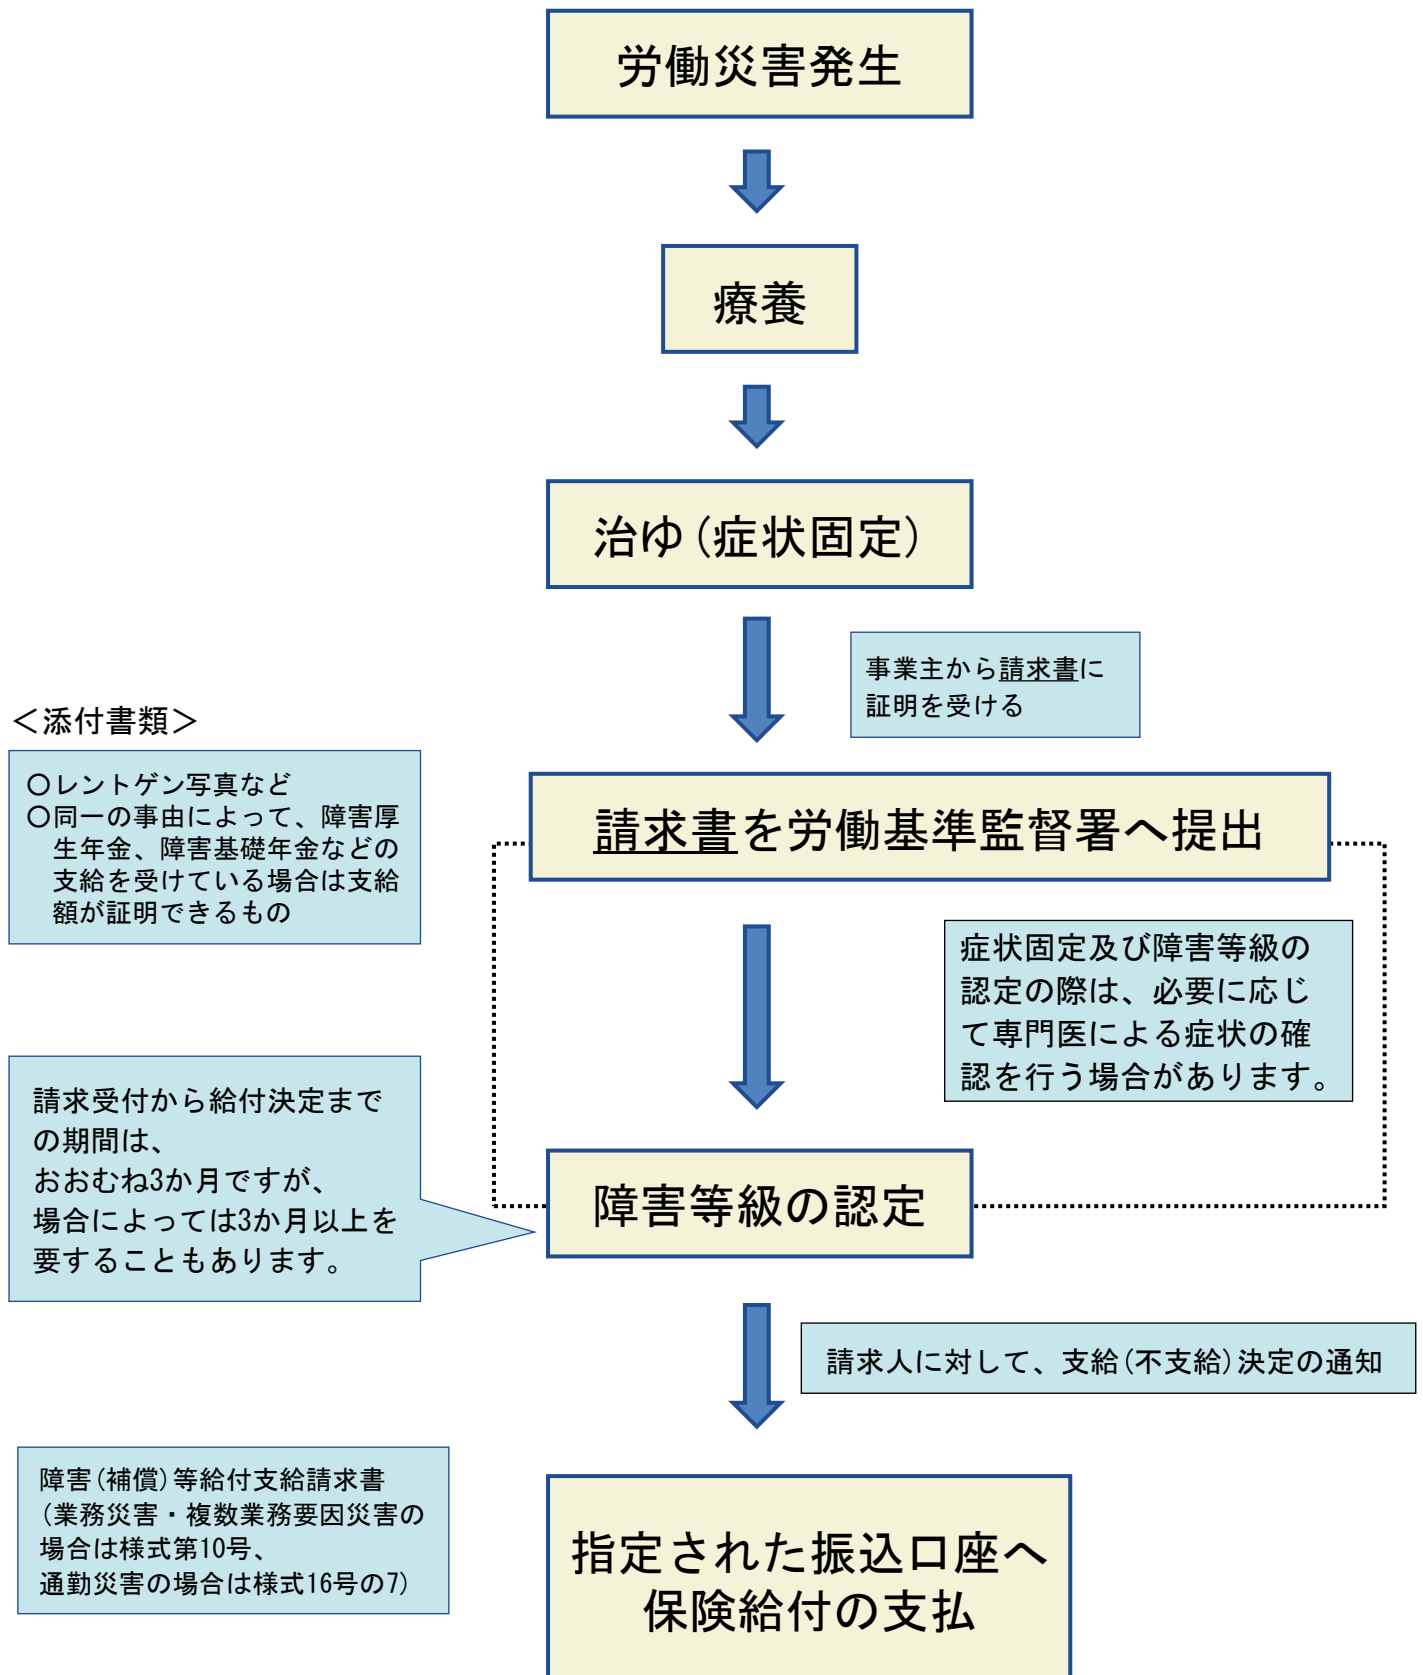 労働災害発生
療養
治ゆ(症状固定)
事業主から請求書に
証明を受ける
＜添付書類＞
○レントゲン写真など
○同一の事由によって、障害厚
生年金、障害基礎年金などの
支給を受けている場合は支給
額が証明できるもの
請求書を労働基準監督署へ提出
症状固定及び障害等級の
認定の際は、必要に応じ
て専門医による症状の確
認を行う場合があります。
請求受付から給付決定まで
の期間は、
おおむね3か月ですが、
場合によっては3か月以上を
要することもあります。
障害等級の認定
請求人に対して、支給(不支給)決定の通知
障害(補償)等給付支給請求書
(業務災害・複数業務要因災害の
場合は様式第10号、
通勤災害の場合は様式16号の7)
指定された振込口座へ
保険給付の支払